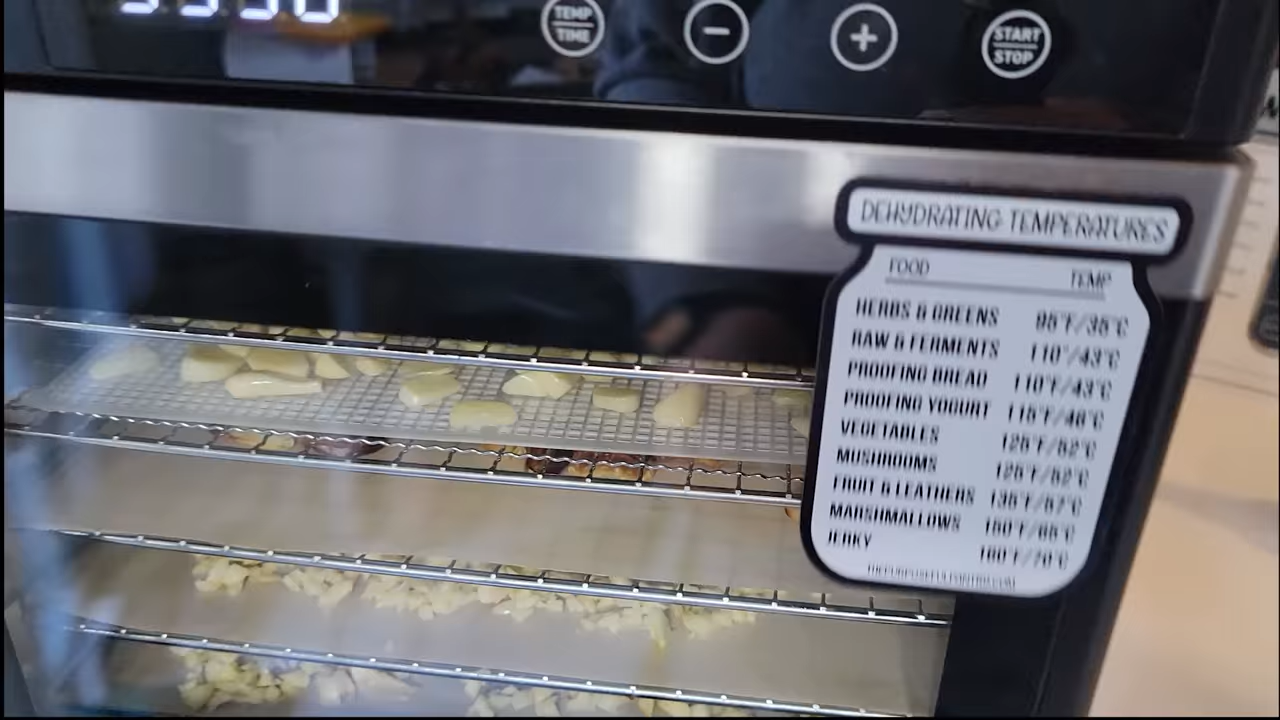 TEMP
TIME
START
STOP
DEHYDRATING TEMPERATURES
FOOD TEMP
HERBS & GREENS 95°F/35°C
RAW & FERMENTS 110°/43°C
PROOFING BREAD 110°F/43°C
PROOFING YOGURT 115°F/46°C
VEGETABLES 125°F/52°C
MUSHROOMS 125°F/52°C
FRUIT & LEATHERS 135°F/57°C
MARSHMALLOWS 150°F/65°C
JERKY 160°F/70°C
THEPURPOSEFULPANTRY.COM